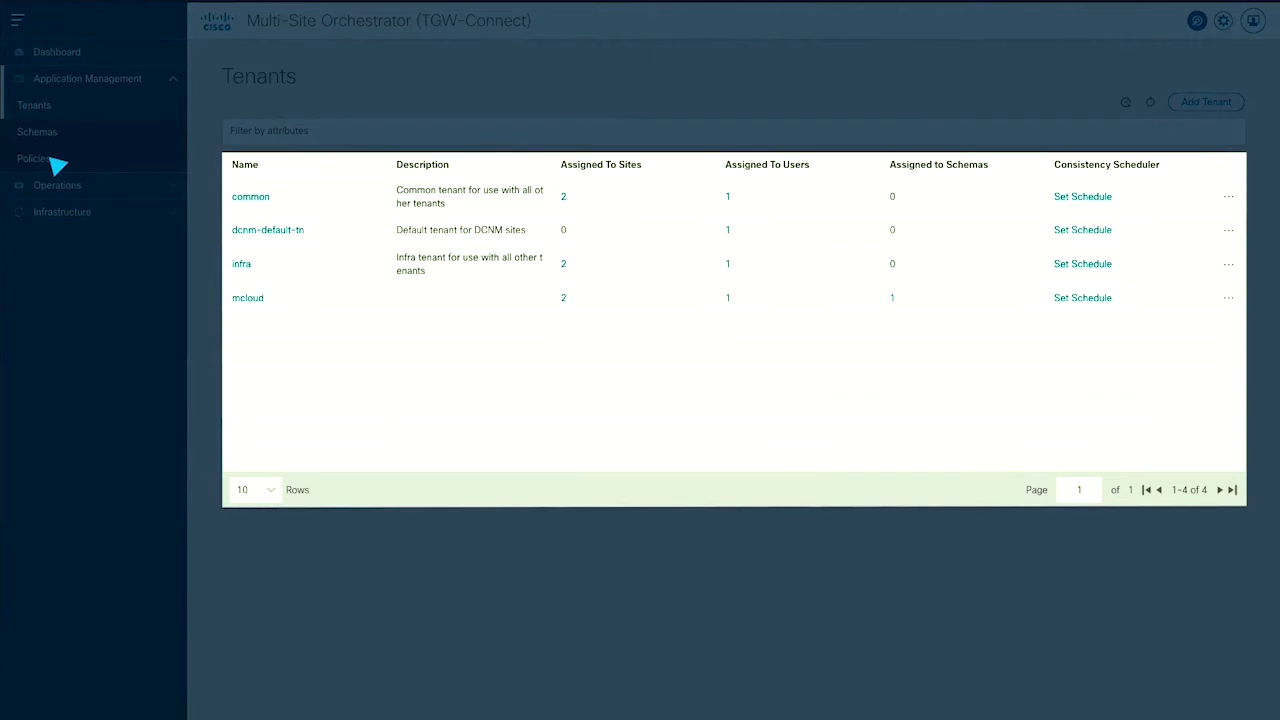 CISCO Multi-Site Orchestrator (TGW-Connect)
Dashboard
Application Management
Tenants
Schemas
Policies
Operations
Infrastructure
Tenants
Add Tenant
Filter by attributes
Name Description Assigned To Sites Assigned To Users Assigned to Schemas Consistency Scheduler
common Common tenant for use with all ot
her tenants 2 1 0 Set Schedule ...
dcnm-default-tn Default tenant for DCNM sites 0 1 0 Set Schedule ...
infra Infra tenant for use with all other t
enants 2 1 0 Set Schedule ...
mcloud 2 1 1 Set Schedule ...
10 Rows Page 1 of 1 1-4 of 4